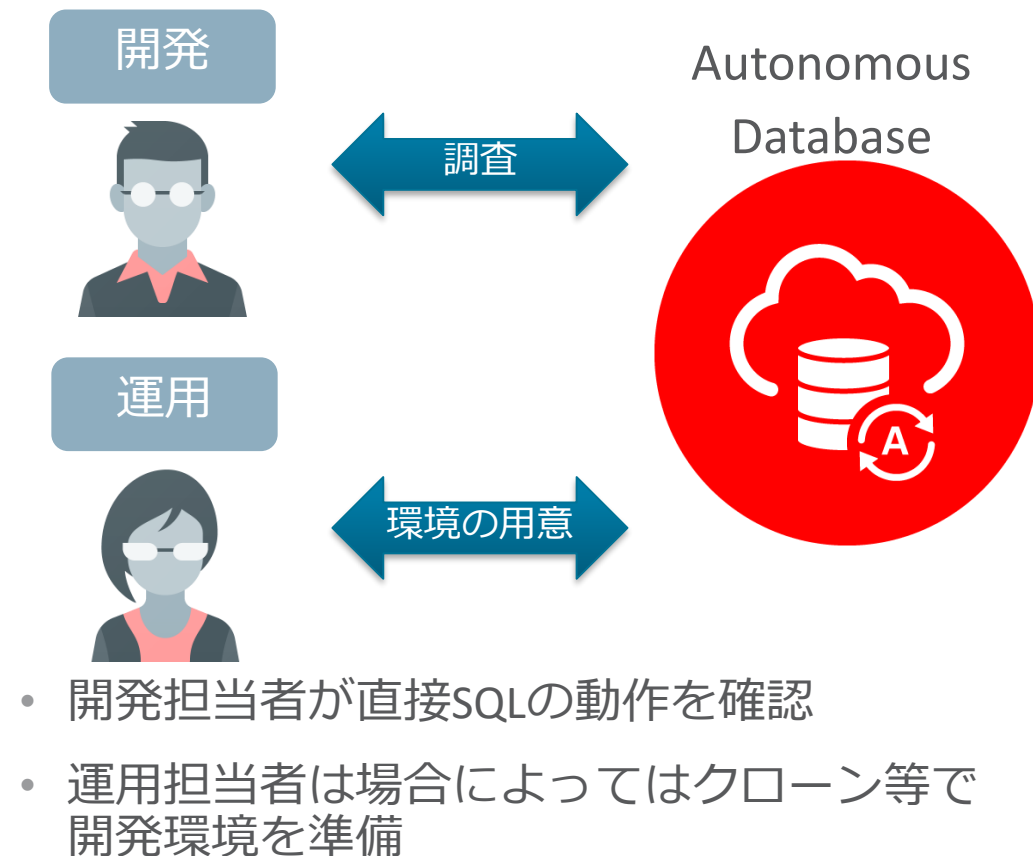 開発
Autonomous
Database
調査
A
運用
環境の用意
• 開発担当者が直接SQLの動作を確認
• 運用担当者は場合によってはクローン等で
開発環境を準備